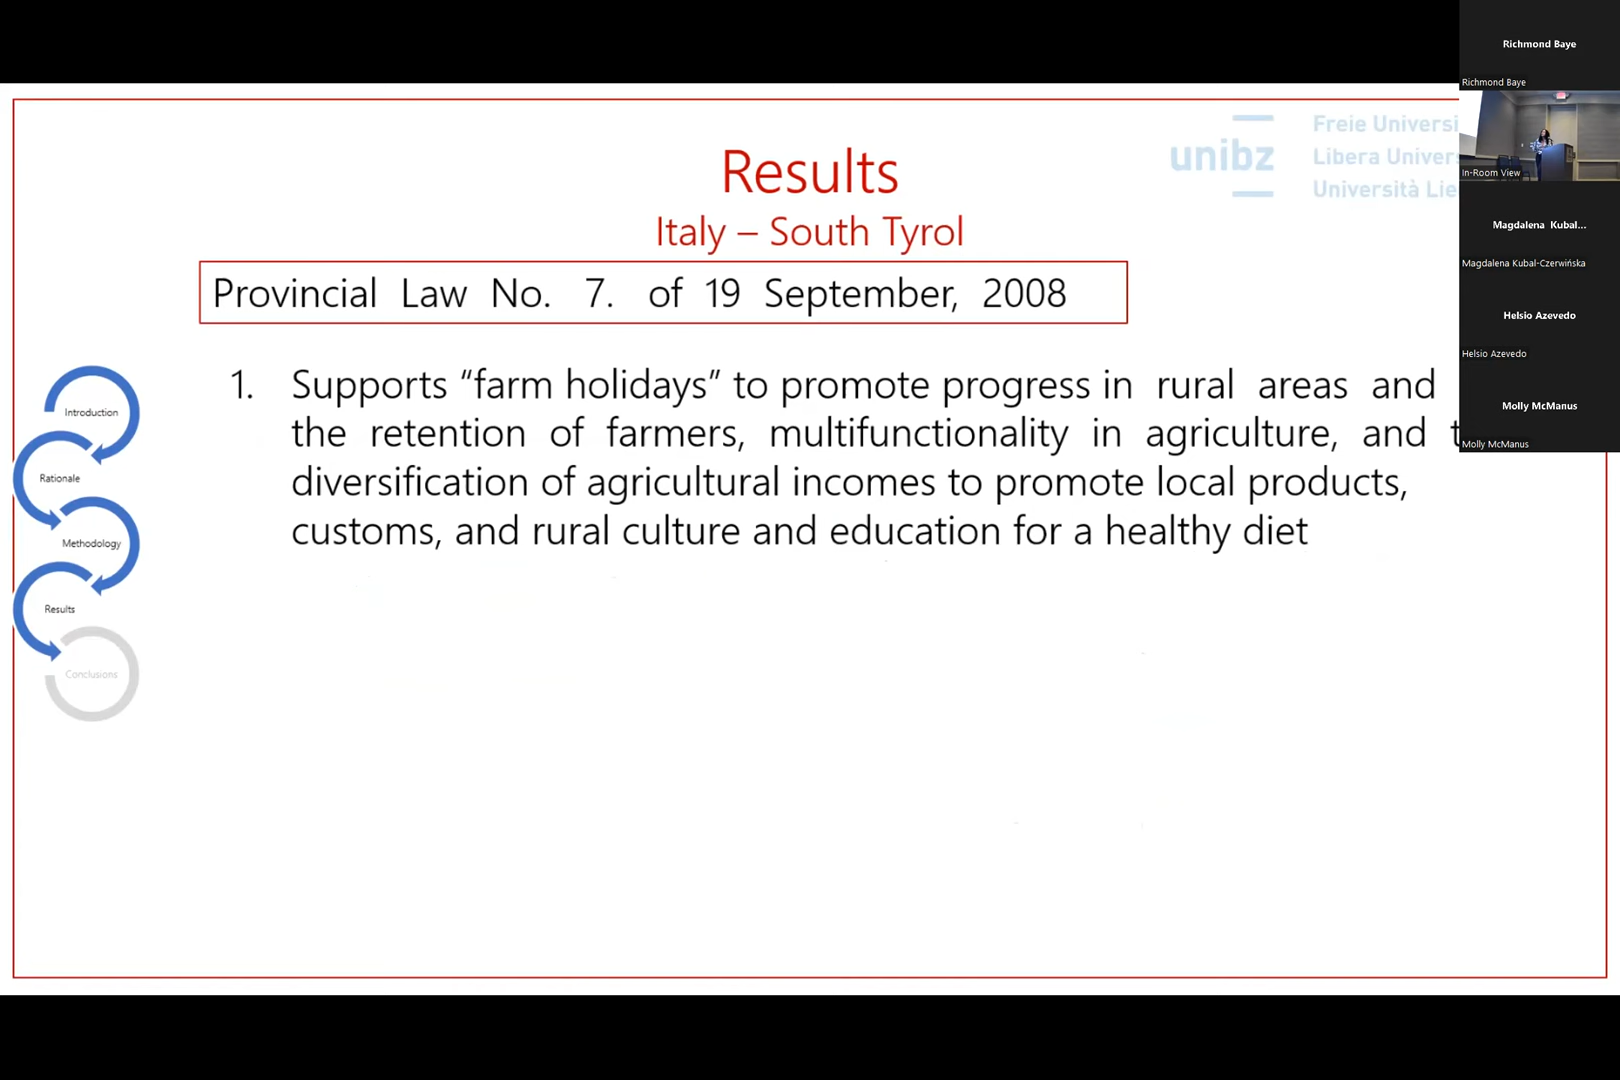 Results
Italy – South Tyrol
Provincial Law No. 7. of 19 September, 2008
1. Supports “farm holidays” to promote progress in rural areas and
the retention of farmers, multifunctionality in agriculture, and
diversification of agricultural incomes to promote local products,
customs, and rural culture and education for a healthy diet
Introduction
Rationale
Methodology
Results
Conclusions
unibz
Freie Universi
Libera Univer
Università Lie
Richmond Baye
Richmond Baye
In-Room View
Magdalena Kubal...
Magdalena Kubal-Czerwińska
Helsio Azevedo
Helsio Azevedo
Molly McManus
Molly McManus